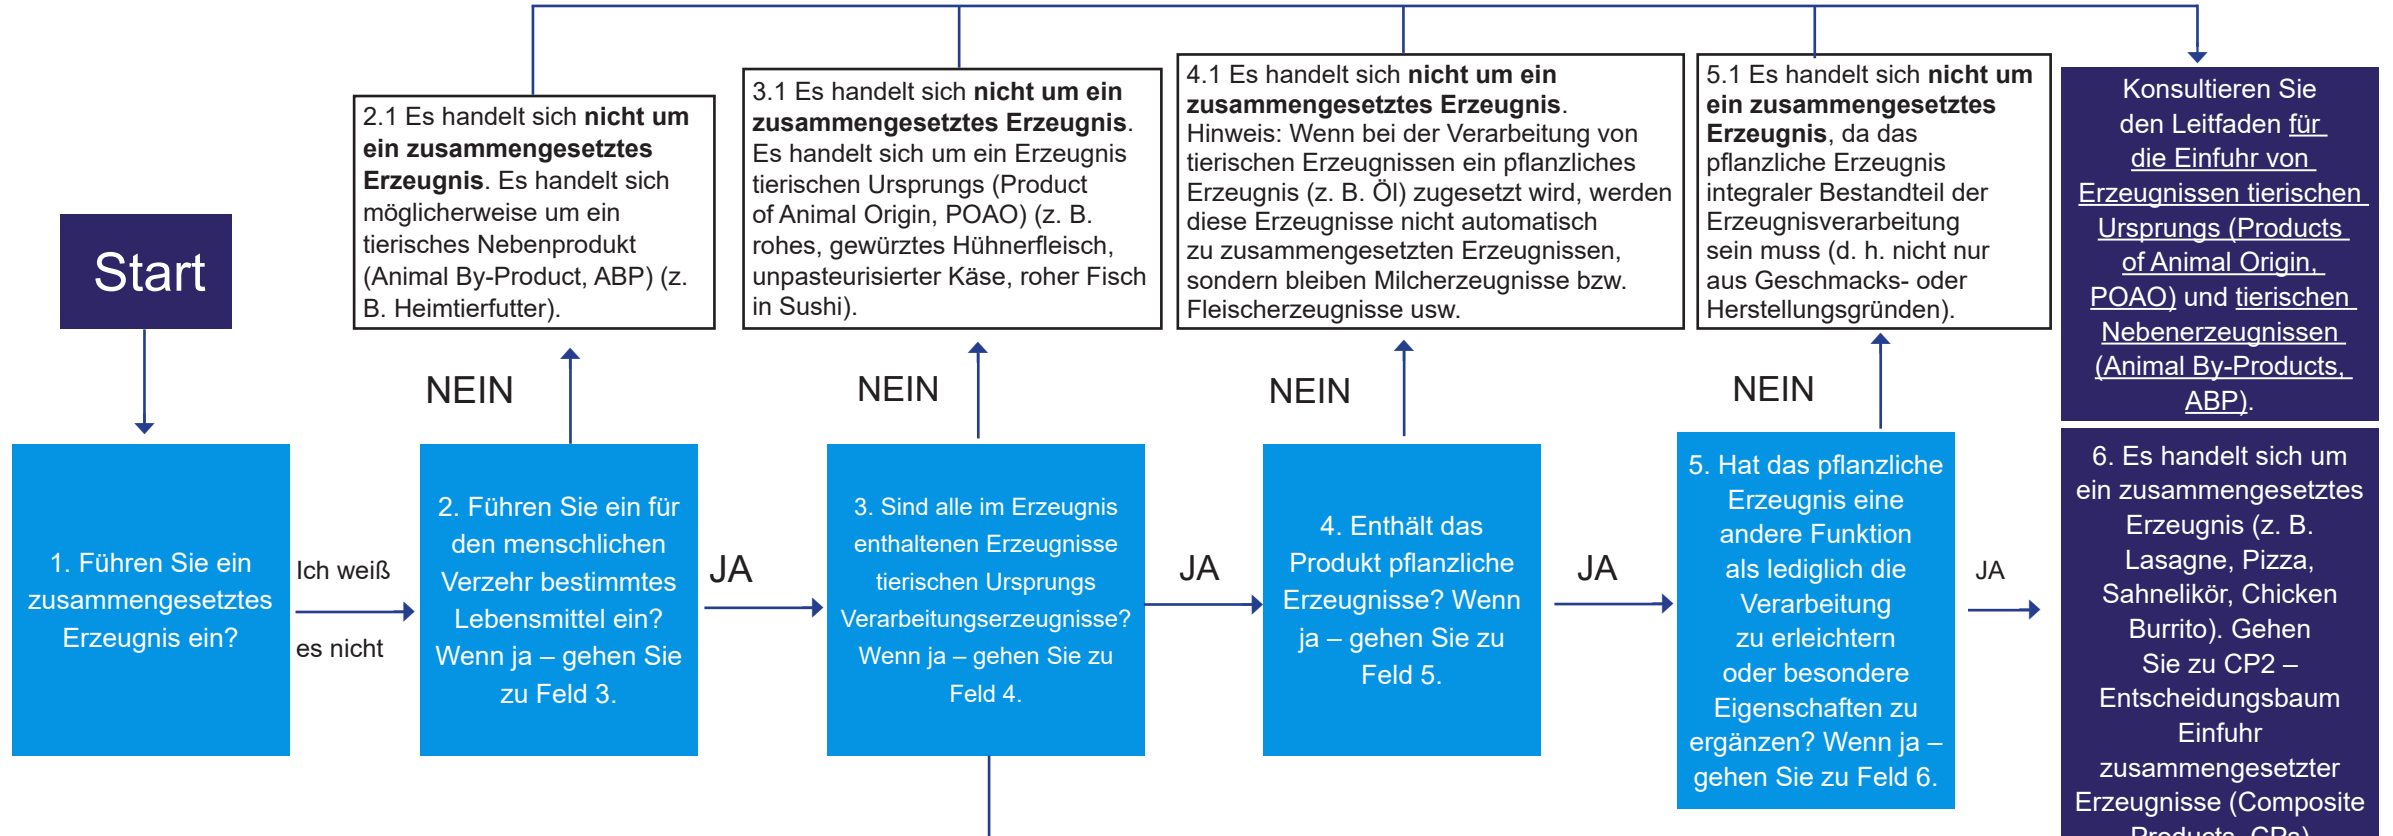 2.1 Es handelt sich nicht um
ein zusammengesetztes
Erzeugnis. Es handelt sich
möglicherweise um ein
tierisches Nebenprodukt
(Animal By-Product, ABP) (z.
B. Heimtierfutter).
3.1 Es handelt sich nicht um ein
zusammengesetztes Erzeugnis.
Es handelt sich um ein Erzeugnis
tierischen Ursprungs (Product
of Animal Origin, POAO) (z. B.
rohes, gewürztes Hühnerfleisch,
unpasteurisierter Käse, roher Fisch
in Sushi).
4.1 Es handelt sich nicht um ein
zusammengesetztes Erzeugnis.
Hinweis: Wenn bei der Verarbeitung von
tierischen Erzeugnissen ein pflanzliches
Erzeugnis (z. B. Öl) zugesetzt wird, werden
diese Erzeugnisse nicht automatisch
zu zusammengesetzten Erzeugnissen,
sondern bleiben Milcherzeugnisse bzw.
Fleischerzeugnisse usw.
5.1 Es handelt sich nicht um
ein zusammengesetztes
Erzeugnis, da das
pflanzliche Erzeugnis
integraler Bestandteil der
Erzeugnisverarbeitung
sein muss (d. h. nicht nur
aus Geschmacks- oder
Herstellungsgründen).
Konsultieren Sie
den Leitfaden für
die Einfuhr von
Erzeugnissen tierischen
Ursprungs (Products
of Animal Origin,
POAO) und tierischen
Nebenerzeugnissen
(Animal By-Products,
ABP).
Start
NEIN
NEIN
NEIN
NEIN
1. Führen Sie ein
zusammengesetztes
Erzeugnis ein?
Ich weiß
es nicht
2. Führen Sie ein für
den menschlichen
Verzehr bestimmtes
Lebensmittel ein?
Wenn ja – gehen Sie
zu Feld 3.
JA
3. Sind alle im Erzeugnis
enthaltenen Erzeugnisse
tierischen Ursprungs
Verarbeitungserzeugnisse?
Wenn ja – gehen Sie zu
Feld 4.
JA
4. Enthält das
Produkt pflanzliche
Erzeugnisse? Wenn
ja – gehen Sie zu
Feld 5.
JA
5. Hat das pflanzliche
Erzeugnis eine
andere Funktion
als lediglich die
Verarbeitung
zu erleichtern
oder besondere
Eigenschaften zu
ergänzen? Wenn ja –
gehen Sie zu Feld 6.
JA
6. Es handelt sich um
ein zusammengesetztes
Erzeugnis (z. B.
Lasagne, Pizza,
Sahnelikör, Chicken
Burrito). Gehen
Sie zu CP2 –
Entscheidungsbaum
Einfuhr
zusammengesetzter
Erzeugnisse (Composite
Products, CPs)